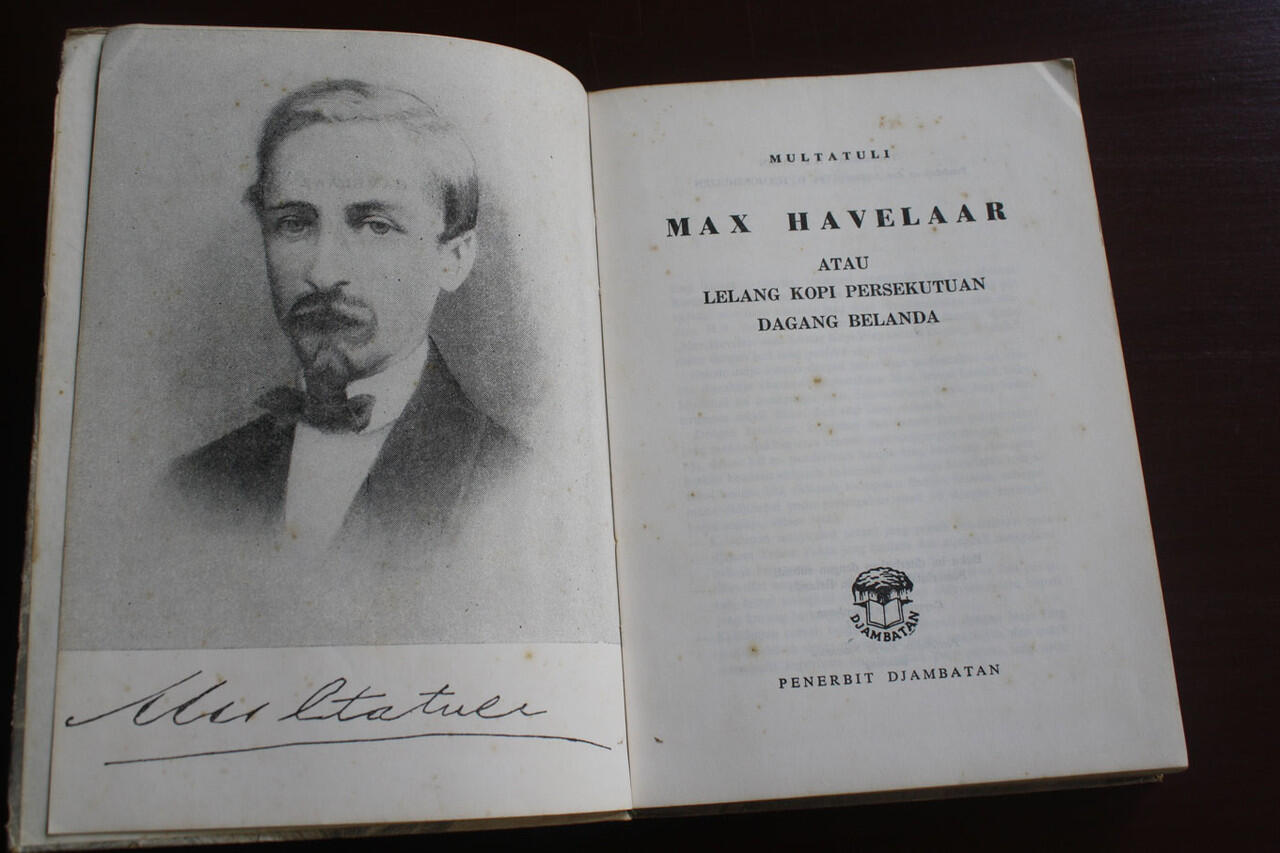 Multatuli
MULTATULI
MAX HAVELAAR
ATAU
LELANG KOPI PERSEKUTUAN
DAGANG BELANDA
DJAMBATAN
PENERBIT DJAMBATAN